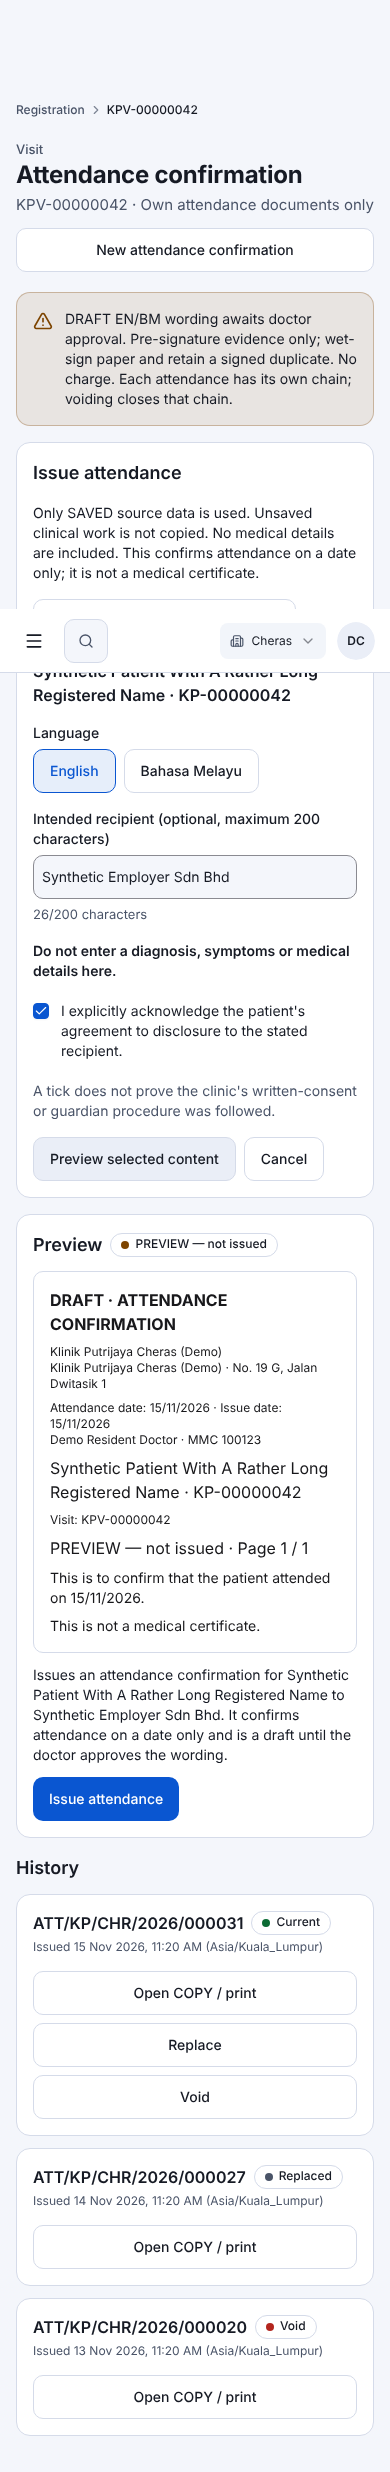 Registration > KPV-00000042
Visit
Attendance confirmation
KPV-00000042 · Own attendance documents only
New attendance confirmation
DRAFT EN/BM wording awaits doctor
approval. Pre-signature evidence only; wet-
sign paper and retain a signed duplicate. No
charge. Each attendance has its own chain;
voiding closes that chain.
Issue attendance
Only SAVED source data is used. Unsaved
clinical work is not copied. No medical details
are included. This confirms attendance on a date
only; it is not a medical certificate.
Cheras
DC
Synthetic Patient With A Rather Long
Registered Name · KP-00000042
Language
English
Bahasa Melayu
Intended recipient (optional, maximum 200
characters)
Synthetic Employer Sdn Bhd
26/200 characters
Do not enter a diagnosis, symptoms or medical
details here.
I explicitly acknowledge the patient's
agreement to disclosure to the stated
recipient.
A tick does not prove the clinic's written-consent
or guardian procedure was followed.
Preview selected content
Cancel
Preview
PREVIEW — not issued
DRAFT · ATTENDANCE
CONFIRMATION
Klinik Putrijaya Cheras (Demo)
Klinik Putrijaya Cheras (Demo) · No. 19 G, Jalan
Dwitasik 1
Attendance date: 15/11/2026 · Issue date:
15/11/2026
Demo Resident Doctor · MMC 100123
Synthetic Patient With A Rather Long
Registered Name · KP-00000042
Visit: KPV-00000042
PREVIEW — not issued · Page 1 / 1
This is to confirm that the patient attended
on 15/11/2026.
This is not a medical certificate.
Issues an attendance confirmation for Synthetic
Patient With A Rather Long Registered Name to
Synthetic Employer Sdn Bhd. It confirms
attendance on a date only and is a draft until the
doctor approves the wording.
Issue attendance
History
ATT/KP/CHR/2026/000031
Current
Issued 15 Nov 2026, 11:20 AM (Asia/Kuala_Lumpur)
Open COPY / print
Replace
Void
ATT/KP/CHR/2026/000027
Replaced
Issued 14 Nov 2026, 11:20 AM (Asia/Kuala_Lumpur)
Open COPY / print
ATT/KP/CHR/2026/000020
Void
Issued 13 Nov 2026, 11:20 AM (Asia/Kuala_Lumpur)
Open COPY / print